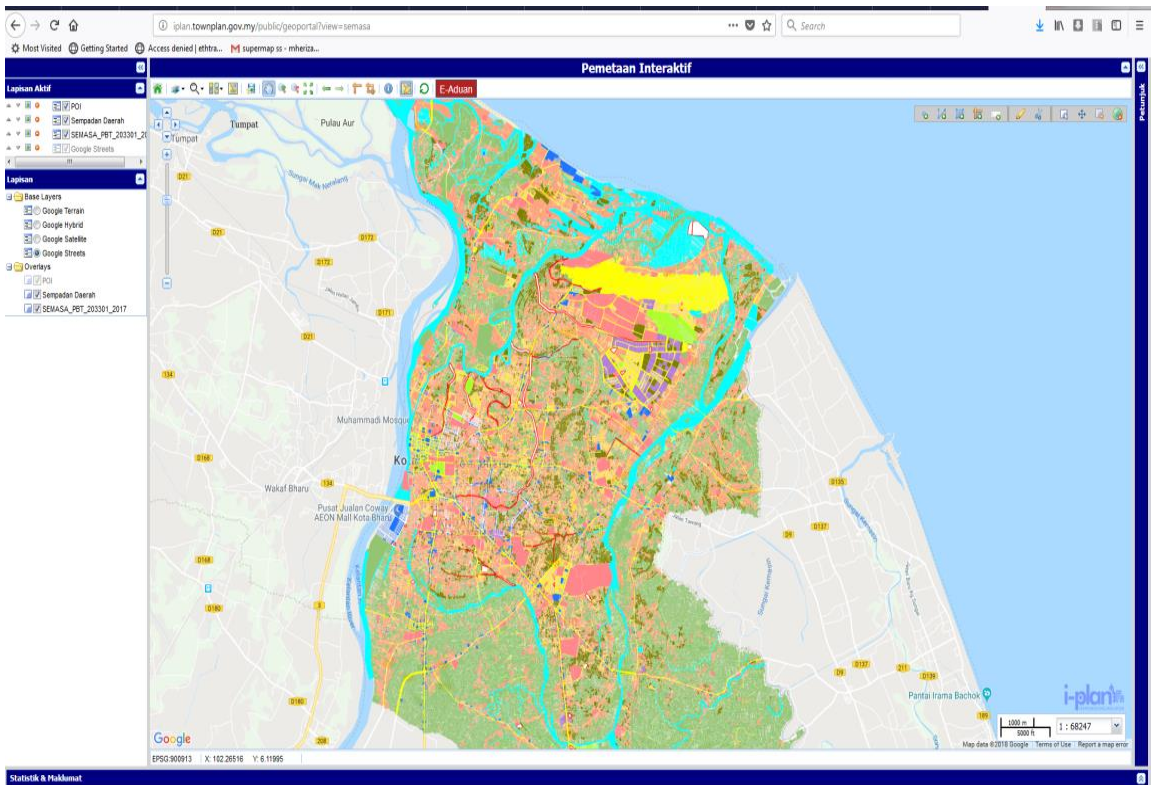 iplan.townplan.gov.my/public/geoportal?view=semasa
Search
Most Visited Getting Started Access denied | ethtra... supermap ss - mheriza...
Pemetaan Interaktif
Petunjuk
Lapisan Aktif
POI
Sempadan Daerah
SEMASA_PBT_203301_20
Google Streets
Lapisan
Base Layers
Google Terrain
Google Hybrid
Google Satellite
Google Streets
Overlays
POI
Sempadan Daerah
SEMASA_PBT_203301_2017
E-Aduan
Tumpat
Pulau Aur
Tumpat
D21
D21
D172
D172
D171
D21
134
Muhammadi Mosque
D168
Ko
Wakaf Bharu
134
Pusat Jualan Coway
AEON Mall Kota Bharu
D168
D180
3
D180
208
D135
D137
D9
Sungai Kemasin
D9
D137
211
D139
Pantai Irama Bachok
189
i-plan
1000 m
5000 ft
1 : 68247
Google
Map data ©2018 Google Terms of Use Report a map error
EPSG:900913 X: 102.26516 Y: 6.11995
Statistik & Maklumat